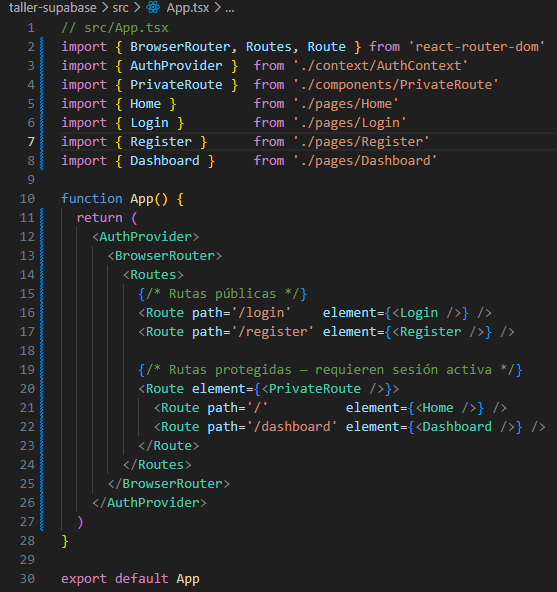 taller-supabase > src > App.tsx > ...
1 // src/App.tsx
2 import { BrowserRouter, Routes, Route } from 'react-router-dom'
3 import { AuthProvider }  from './context/AuthContext'
4 import { PrivateRoute }  from './components/PrivateRoute'
5 import { Home }          from './pages/Home'
6 import { Login }         from './pages/Login'
7 import { Register }      from './pages/Register'
8 import { Dashboard }     from './pages/Dashboard'
9
10 function App() {
11   return (
12     <AuthProvider>
13       <BrowserRouter>
14         <Routes>
15           {/* Rutas públicas */}
16           <Route path='/login'    element={<Login />} />
17           <Route path='/register' element={<Register />} />
18
19           {/* Rutas protegidas — requieren sesión activa */}
20           <Route element={<PrivateRoute />}>
21             <Route path='/'          element={<Home />} />
22             <Route path='/dashboard' element={<Dashboard />} />
23           </Route>
24         </Routes>
25       </BrowserRouter>
26     </AuthProvider>
27   )
28 }
29
30 export default App